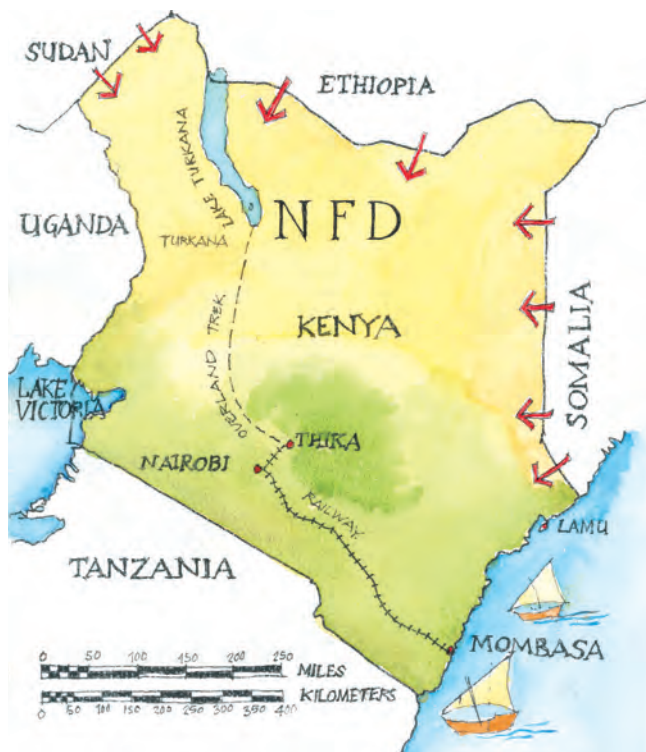 SUDAN
ETHIOPIA
LAKE TURKANA
UGANDA
TURKANA
NFD
KENYA
SOMALIA
OVERLAND TREK
LAKE
VICTORIA
THIKA
NAIROBI
RAILWAY
LAMU
TANZANIA
MOMBASA
0 50 100 150 200 250
MILES
KILOMETERS
0 50 100 150 200 250 300 350 400